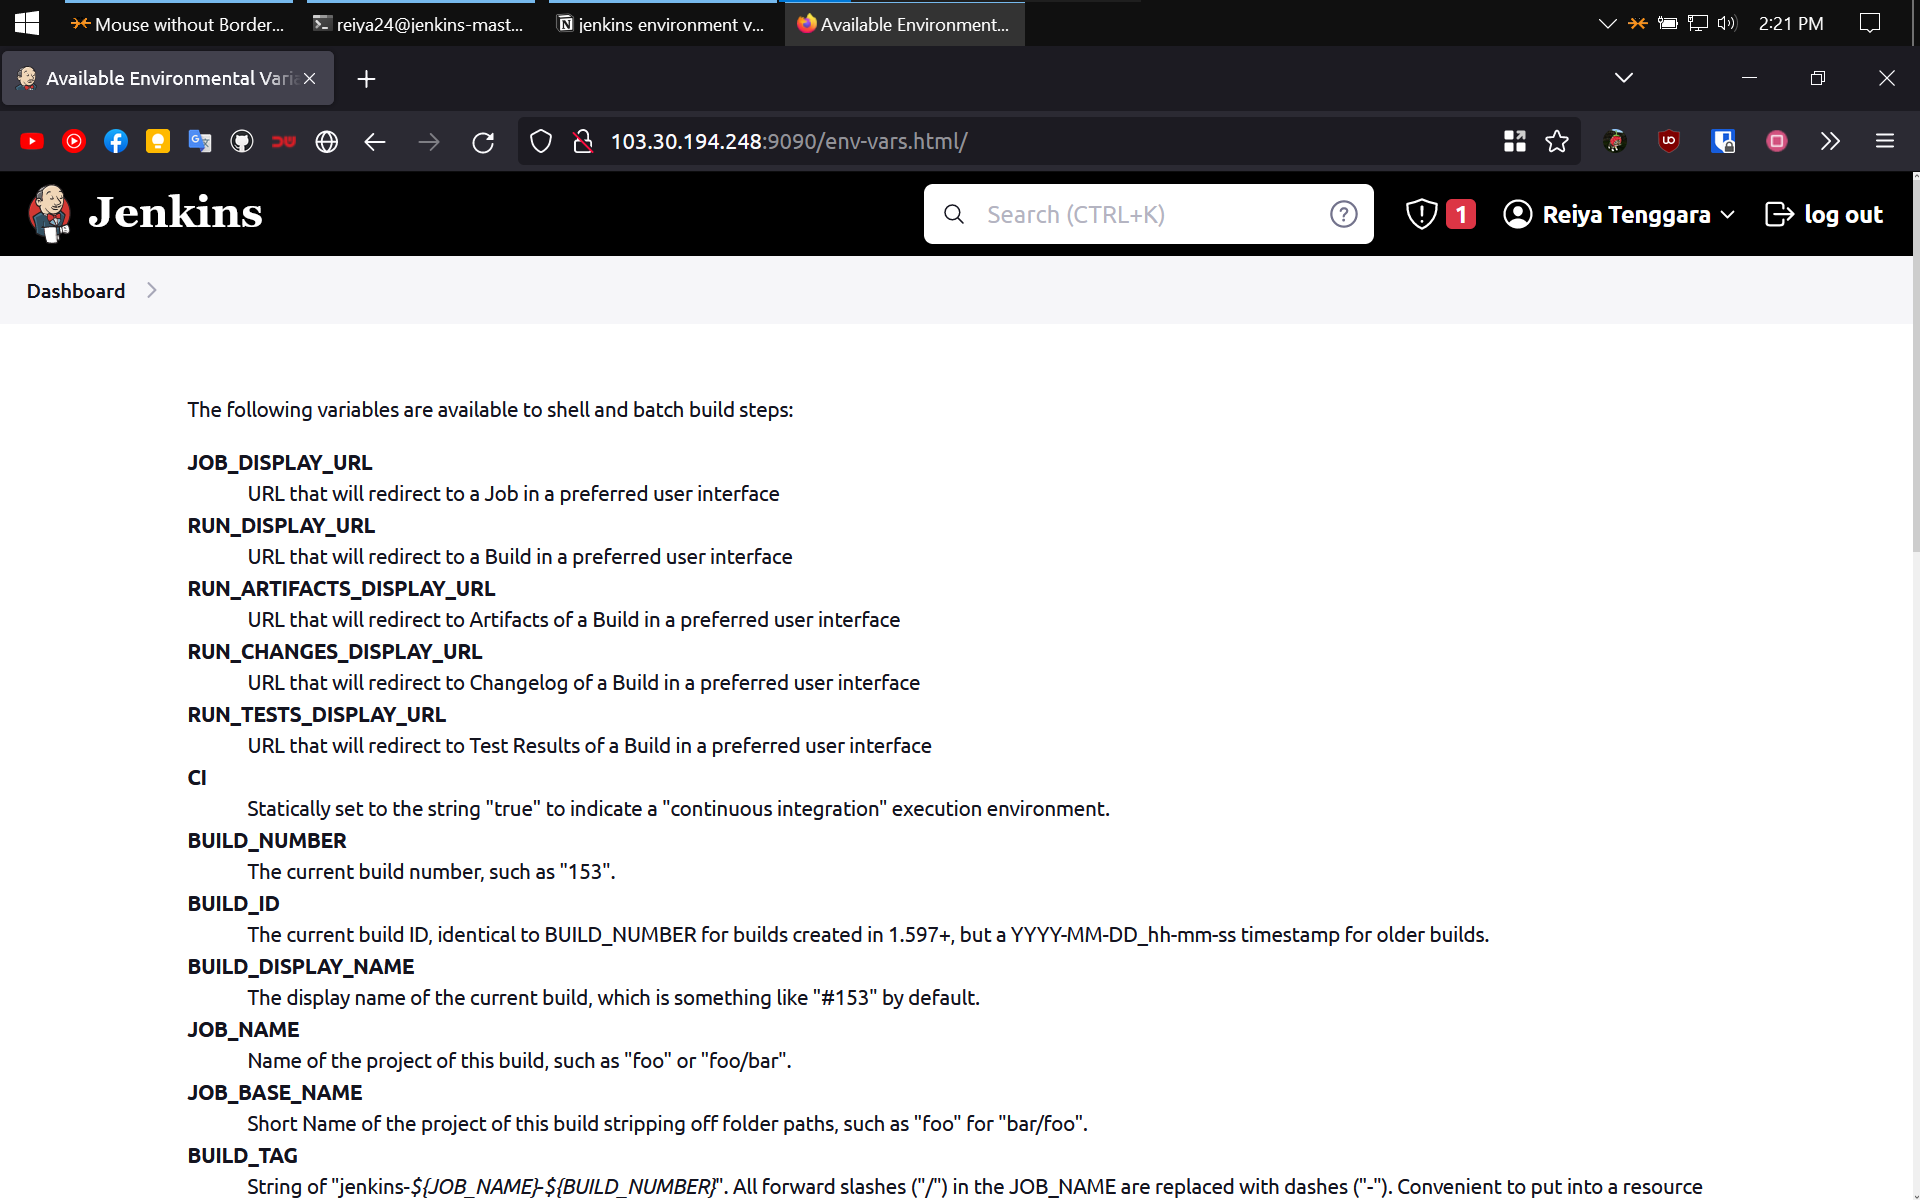 Mouse without Border...
reiya24@jenkins-mast...
jenkins environment v...
Available Environment...
2:21 PM
Available Environmental Varia
103.30.194.248:9090/env-vars.html/
Jenkins
Search (CTRL+K)
1
Reiya Tenggara
log out
Dashboard
The following variables are available to shell and batch build steps:
JOB_DISPLAY_URL
URL that will redirect to a Job in a preferred user interface
RUN_DISPLAY_URL
URL that will redirect to a Build in a preferred user interface
RUN_ARTIFACTS_DISPLAY_URL
URL that will redirect to Artifacts of a Build in a preferred user interface
RUN_CHANGES_DISPLAY_URL
URL that will redirect to Changelog of a Build in a preferred user interface
RUN_TESTS_DISPLAY_URL
URL that will redirect to Test Results of a Build in a preferred user interface
CI
Statically set to the string "true" to indicate a "continuous integration" execution environment.
BUILD_NUMBER
The current build number, such as "153".
BUILD_ID
The current build ID, identical to BUILD_NUMBER for builds created in 1.597+, but a YYYY-MM-DD_hh-mm-ss timestamp for older builds.
BUILD_DISPLAY_NAME
The display name of the current build, which is something like "#153" by default.
JOB_NAME
Name of the project of this build, such as "foo" or "foo/bar".
JOB_BASE_NAME
Short Name of the project of this build stripping off folder paths, such as "foo" for "bar/foo".
BUILD_TAG
String of "jenkins-${JOB_NAME}-${BUILD_NUMBER}". All forward slashes ("/") in the JOB_NAME are replaced with dashes ("-"). Convenient to put into a resource